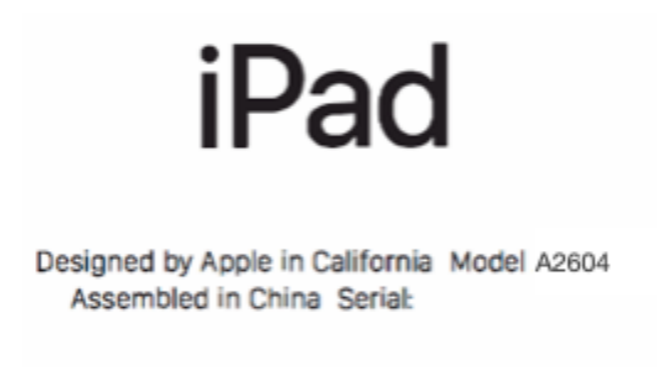 iPad
Designed by Apple in California  Model A2604
Assembled in China  Serial: